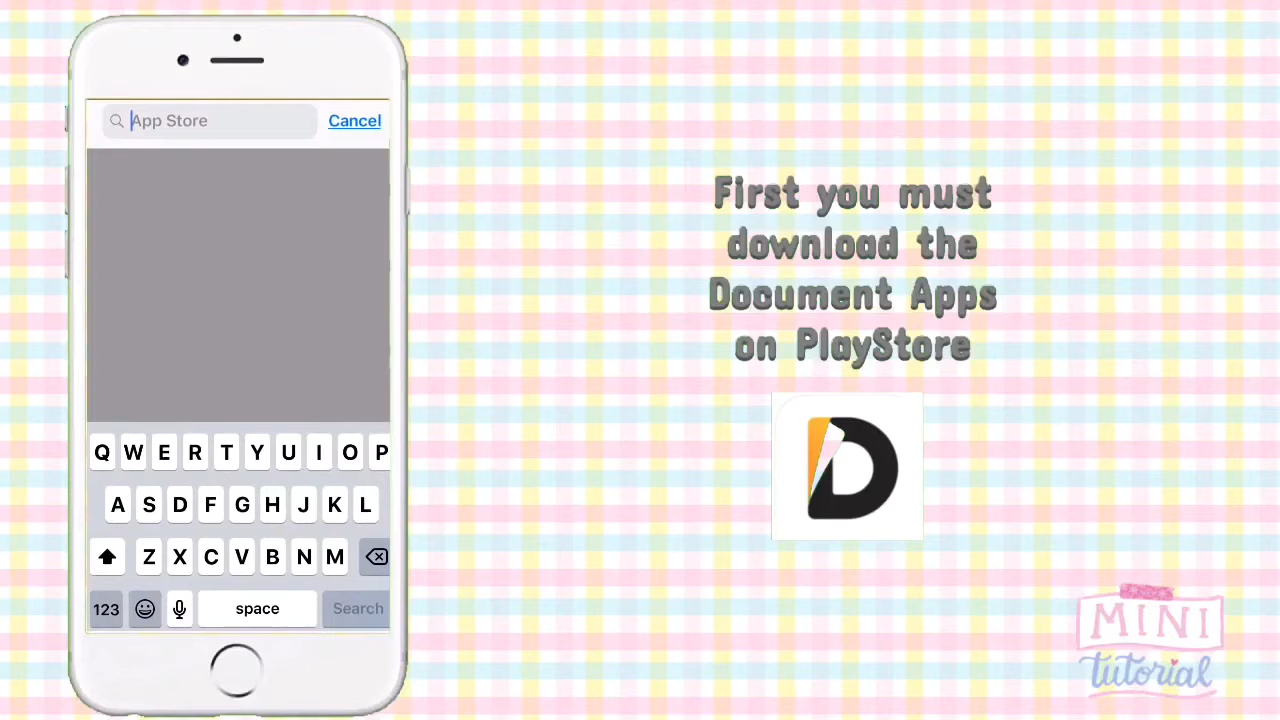 App Store
Cancel
First you must
download the
Document Apps
on PlayStore
Q W E R T Y U I O P
A S D F G H J K L
Z X C V B N M
123
space
Search
MINI
tutorial